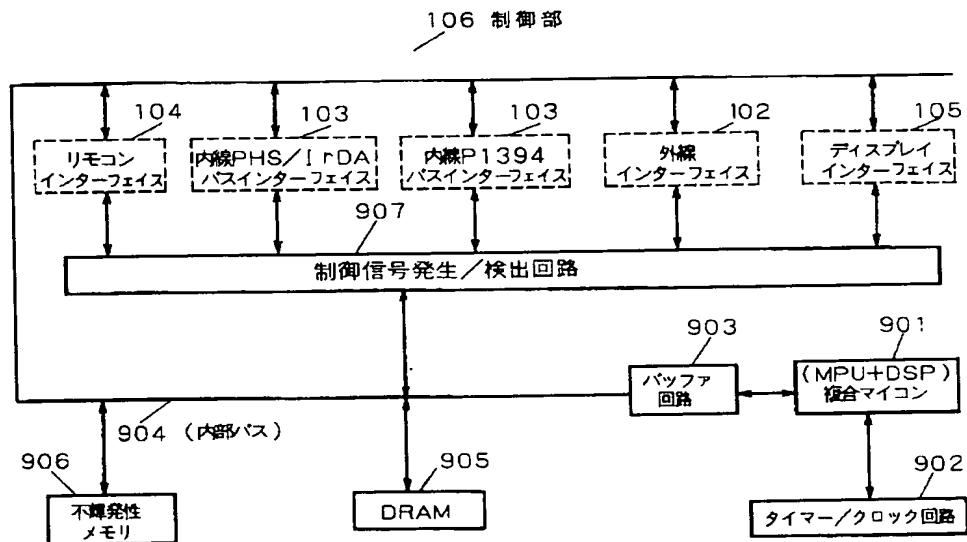 106 制御部
104
103
103
102
105
リモコン
インターフェイス
内線PHS/IrDA
バスインターフェイス
内線P1394
バスインターフェイス
外線
インターフェイス
ディスプレイ
インターフェイス
907
制御信号発生/検出回路
903
901
バッファ
回路
(MPU+DSP)
複合マイコン
904 (内部バス)
906
905
902
不輝発性
メモリ
DRAM
タイマー/クロック回路